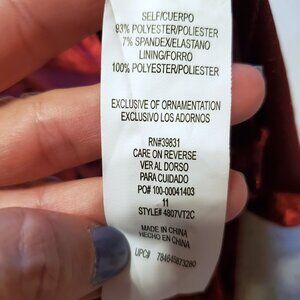 SELF/CUERPO
93% POLYESTER/POLIESTER
7% SPANDEX/ELASTANO
LINING/FORRO
100% POLYESTER/POLIESTER
EXCLUSIVE OF ORNAMENTATION
EXCLUSIVO LOS ADORNOS
RN#39831
CARE ON REVERSE
VER AL DORSO
PARA CUIDADO
PO# 100-00041403
11
STYLE# 4807VT2C
MADE IN CHINA
HECHO EN CHINA
UPC# 784645873280